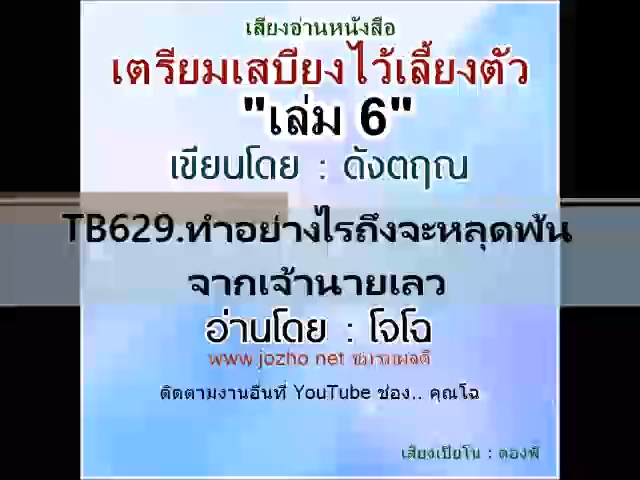 เสียงอ่านหนังสือ
เตรียมเสบียงไว้เลี้ยงตัว
"เล่ม 6"
เขียนโดย : ดังตฤณ
TB629.ทำอย่างไรถึงจะหลุดพ้น
จากเจ้านายเลว
อ่านโดย : โจโฉ
www jozho net
ติดตามงานอื่นที่ YouTube ช่อง.. คุณโฉ
เสียงเปียโน : ตองพี